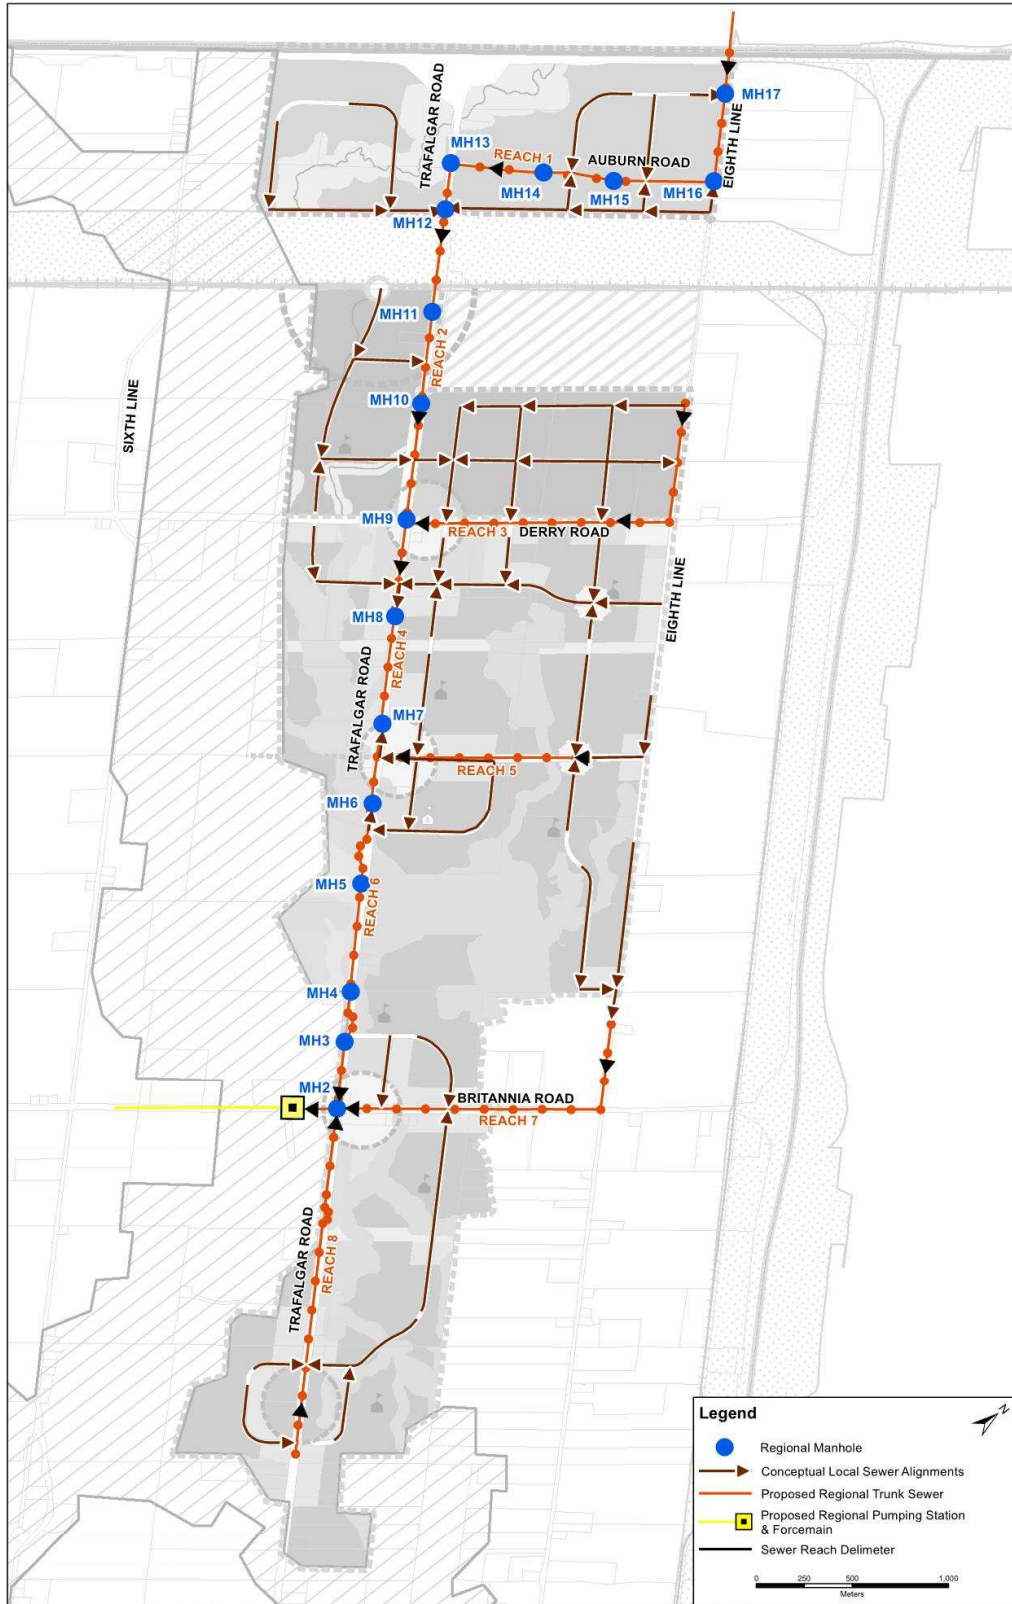 MH17
TRAFALGAR ROAD
EIGHTH LINE
MH13
REACH 1
AUBURN ROAD
MH14
MH15
MH16
MH12
MH11
REACH 2
SIXTH LINE
MH10
MH9
REACH 3
DERRY ROAD
EIGHTH LINE
MH8
REACH 4
TRAFALGAR ROAD
MH7
REACH 5
MH6
MH5
REACH 6
MH4
MH3
MH2
BRITANNIA ROAD
REACH 7
TRAFALGAR ROAD
REACH 8
Legend
N
Regional Manhole
Conceptual Local Sewer Alignments
Proposed Regional Trunk Sewer
Proposed Regional Pumping Station
& Forcemain
Sewer Reach Delimeter
0 250 500 1,000
Meters